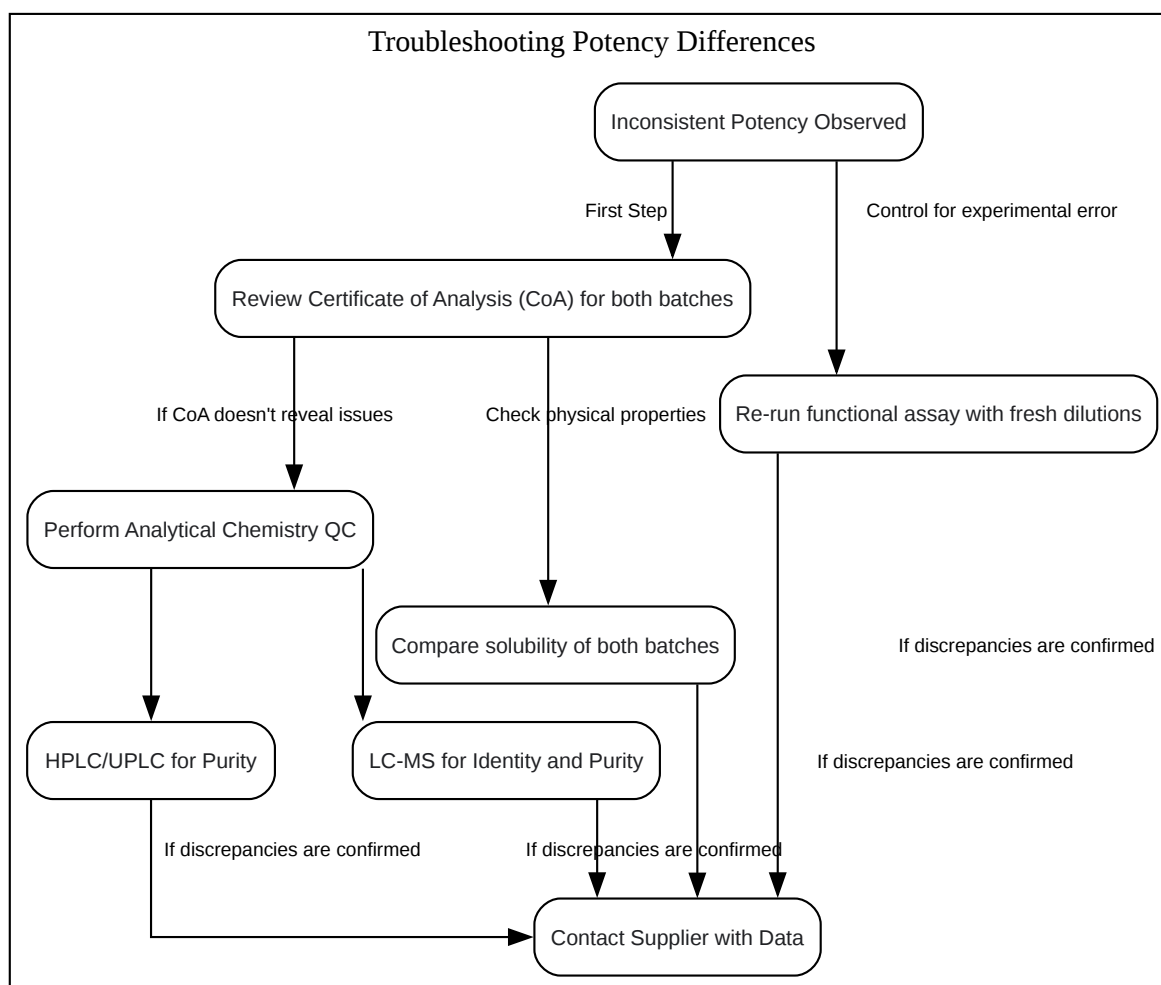 Troubleshooting Potency Differences
Inconsistent Potency Observed
First Step
Control for experimental error
Review Certificate of Analysis (CoA) for both batches
If CoA doesn't reveal issues
Check physical properties
Re-run functional assay with fresh dilutions
Perform Analytical Chemistry QC
Compare solubility of both batches
If discrepancies are confirmed
HPLC/UPLC for Purity
LC-MS for Identity and Purity
If discrepancies are confirmed
If discrepancies are confirmed
If discrepancies are confirmed
Contact Supplier with Data